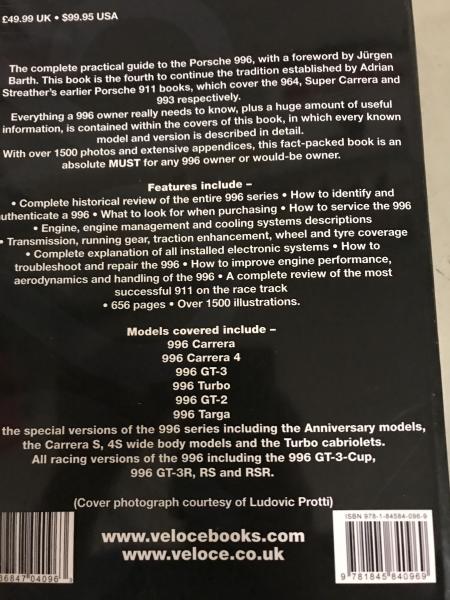 £49.99 UK • $99.95 USA
The complete practical guide to the Porsche 996, with a foreword by Jürgen
Barth. This book is the fourth to continue the tradition established by Adrian
Streather's earlier Porsche 911 books, which cover the 964, Super Carrera and
993 respectively.
Everything a 996 owner really needs to know, plus a huge amount of useful
information, is contained within the covers of this book, in which every known
model and version is described in detail.
With over 1500 photos and extensive appendices, this fact-packed book is an
absolute MUST for any 996 owner or would-be owner.
Features include –
• Complete historical review of the entire 996 series • How to identify and
uthenticate a 996 • What to look for when purchasing • How to service the 996
• Engine, engine management and cooling systems descriptions
• Transmission, running gear, traction enhancement, wheel and tyre coverage
• Complete explanation of all installed electronic systems • How to
troubleshoot and repair the 996 • How to improve engine performance,
aerodynamics and handling of the 996 • A complete review of the most
successful 911 on the race track
• 656 pages • Over 1500 illustrations.
Models covered include –
996 Carrera
996 Carrera 4
996 GT-3
996 Turbo
996 GT-2
996 Targa
the special versions of the 996 series including the Anniversary models,
the Carrera S, 4S wide body models and the Turbo cabriolets.
All racing versions of the 996 including the 996 GT-3-Cup,
996 GT-3R, RS and RSR.
(Cover photograph courtesy of Ludovic Protti)
www.velocebooks.com
www.veloce.co.uk
ISBN 978-1-84584-096-9
9 781845 840969
36847 04096